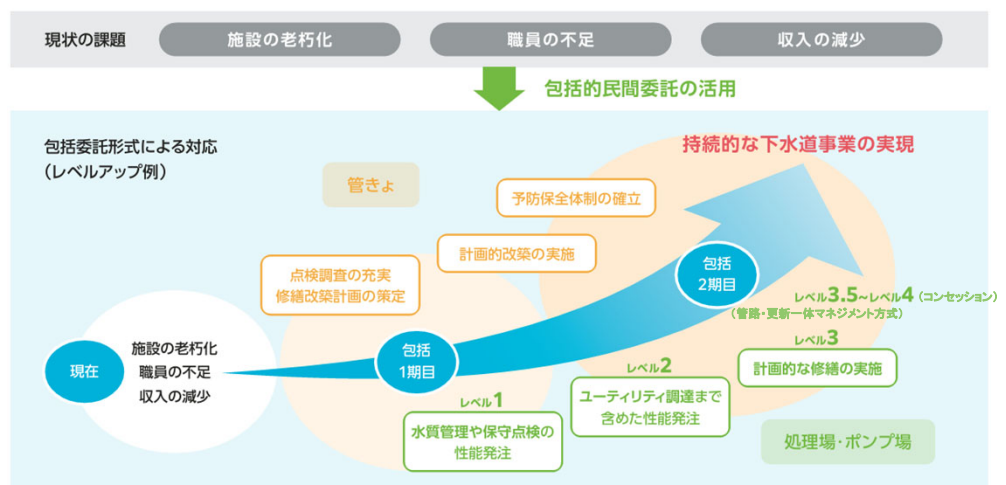 現状の課題
施設の老朽化
職員の不足
収入の減少
包括的民間委託の活用
包括委託形式による対応
（レベルアップ例）
持続的な下水道事業の実現
管きょ
予防保全体制の確立
計画的改築の実施
点検調査の充実
修繕改築計画の策定
包括
2期目
レベル3.5~レベル4（コンセッション）
（管路・更新一体マネジメント方式）
現在
施設の老朽化
職員の不足
収入の減少
包括
1期目
レベル3
計画的な修繕の実施
レベル2
ユーティリティ調達まで
含めた性能発注
レベル1
水質管理や保守点検の
性能発注
処理場・ポンプ場